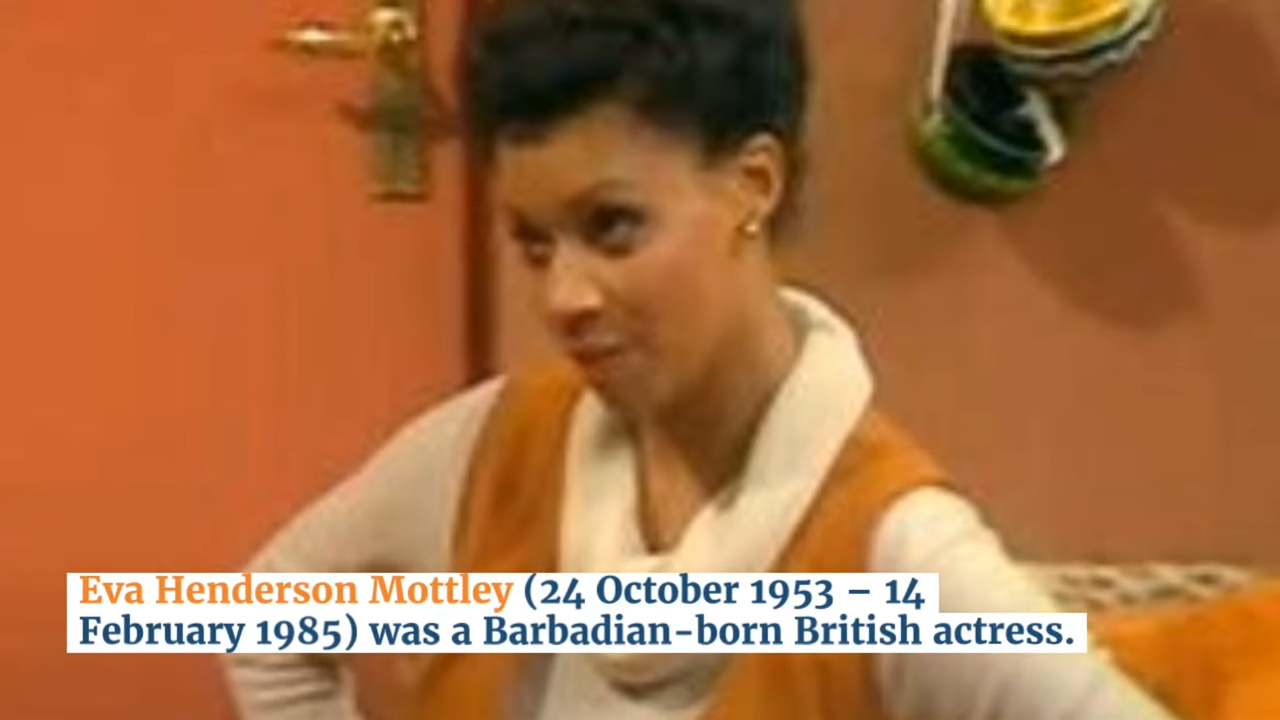 Eva Henderson Mottley (24 October 1953 – 14
February 1985) was a Barbadian-born British actress.